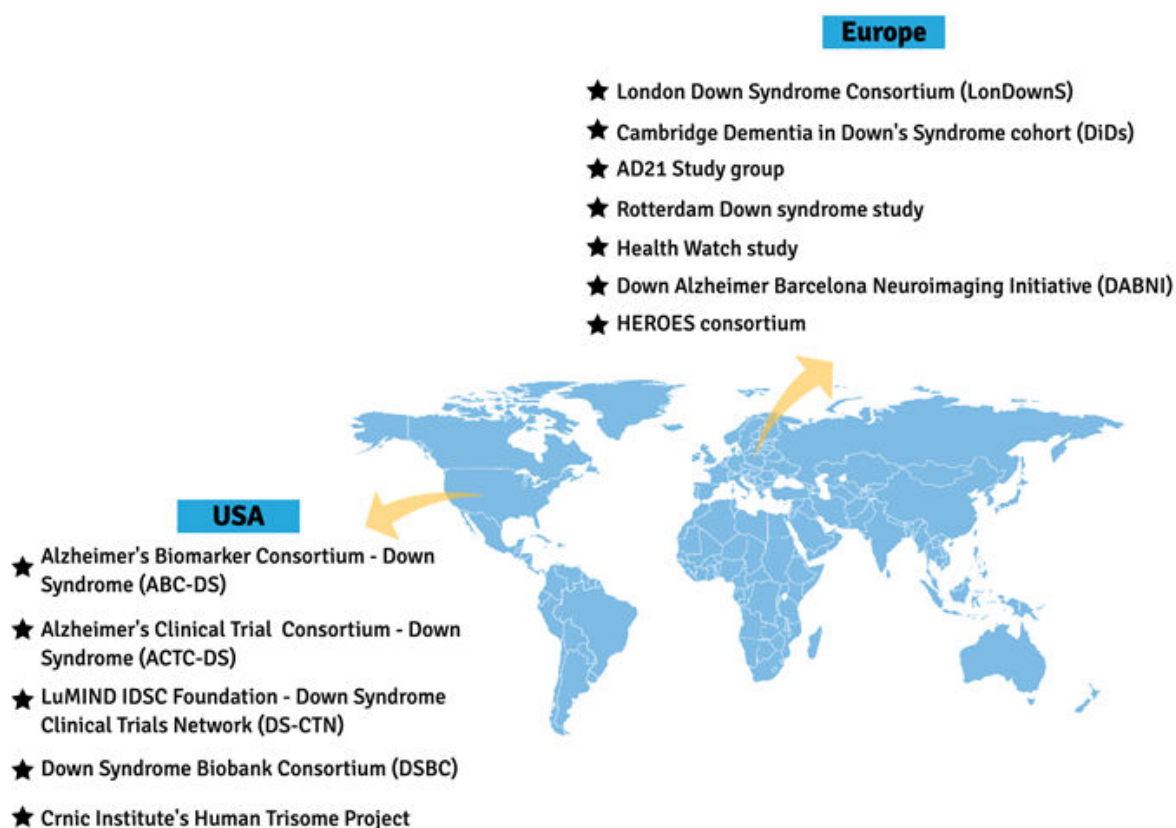 Europe
London Down Syndrome Consortium (LonDownS)
Cambridge Dementia in Down's Syndrome cohort (DiDs)
AD21 Study group
Rotterdam Down syndrome study
Health Watch study
Down Alzheimer Barcelona Neuroimaging Initiative (DABNI)
HEROES consortium
USA
Alzheimer's Biomarker Consortium - Down
Syndrome (ABC-DS)
Alzheimer's Clinical Trial Consortium - Down
Syndrome (ACTC-DS)
LuMIND IDSC Foundation - Down Syndrome
Clinical Trials Network (DS-CTN)
Down Syndrome Biobank Consortium (DSBC)
Crnic Institute's Human Trisome Project